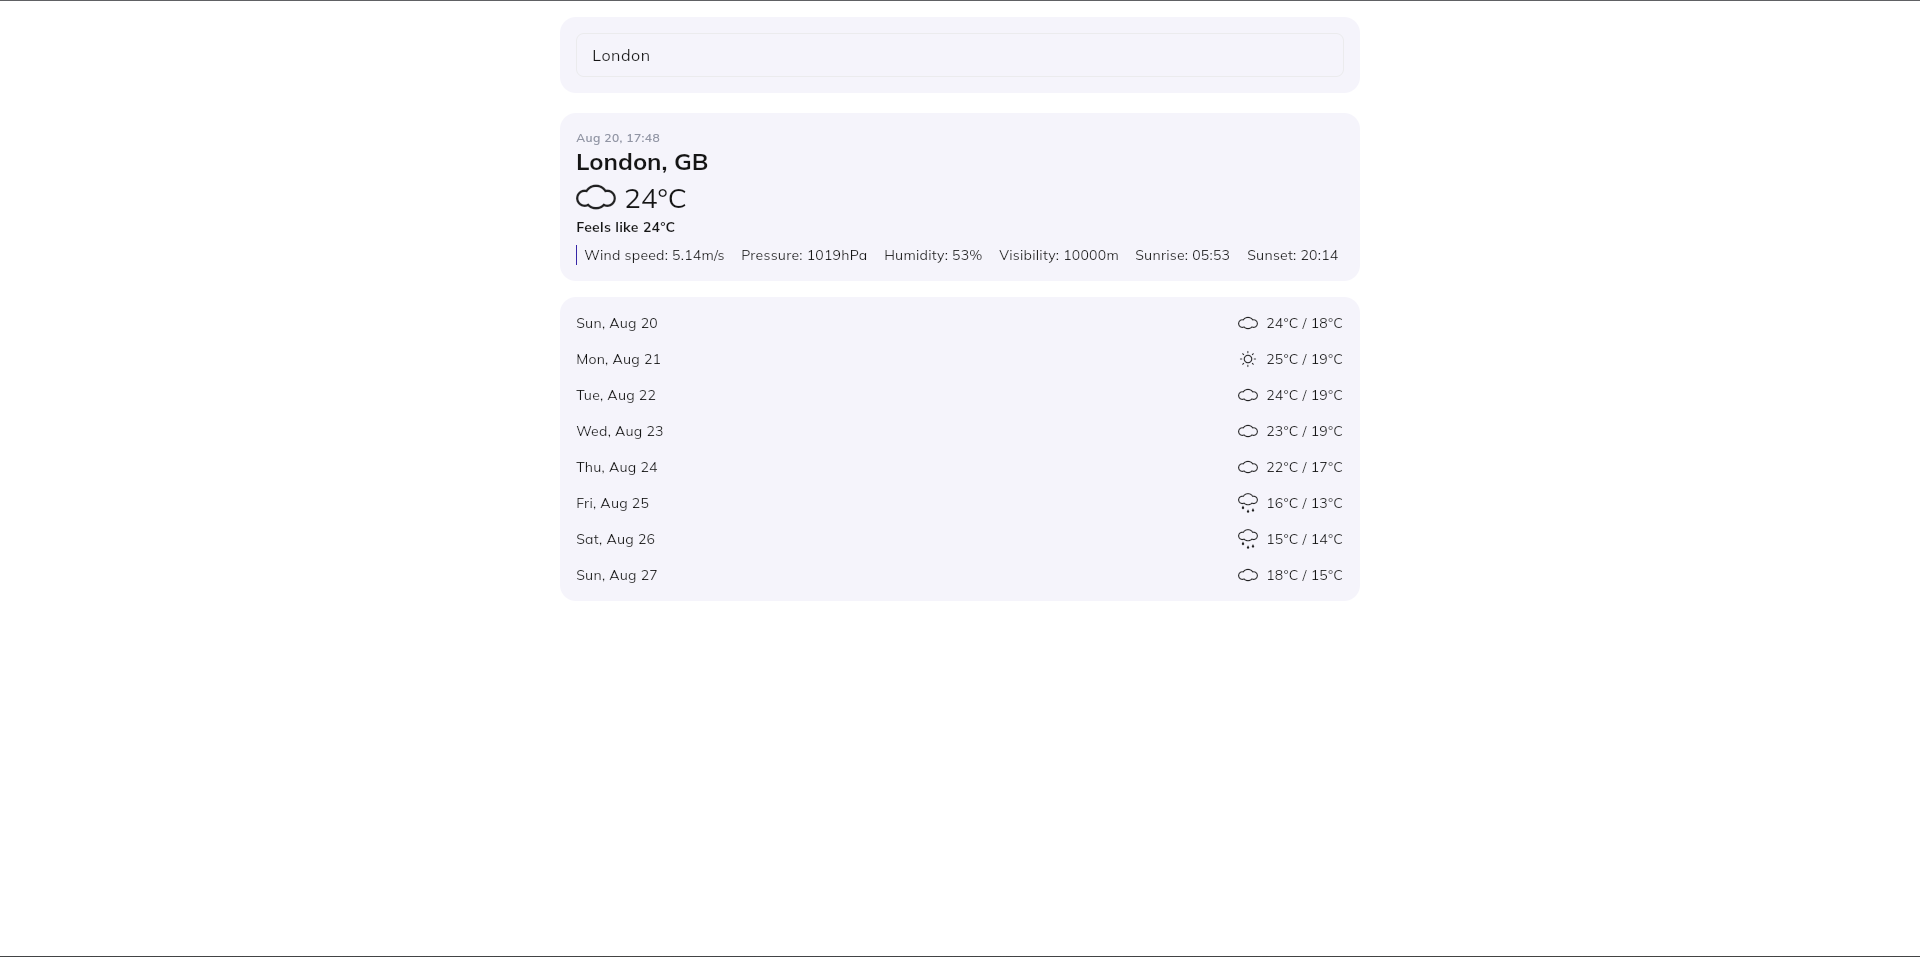 London
Aug 20, 17:48
London, GB
24°C
Feels like 24°C
Wind speed: 5.14m/s Pressure: 1019hPa Humidity: 53% Visibility: 10000m Sunrise: 05:53 Sunset: 20:14
Sun, Aug 20 24°C / 18°C
Mon, Aug 21 25°C / 19°C
Tue, Aug 22 24°C / 19°C
Wed, Aug 23 23°C / 19°C
Thu, Aug 24 22°C / 17°C
Fri, Aug 25 16°C / 13°C
Sat, Aug 26 15°C / 14°C
Sun, Aug 27 18°C / 15°C